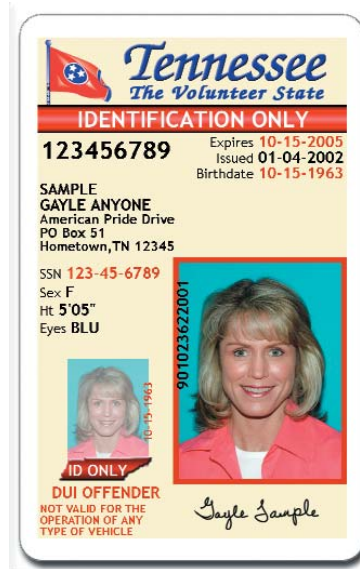 Tennessee
The Volunteer State
IDENTIFICATION ONLY
123456789
Expires 10-15-2005
Issued 01-04-2002
Birthdate 10-15-1963
SAMPLE
GAYLE ANYONE
American Pride Drive
PO Box 51
Hometown,TN 12345
SSN 123-45-6789
Sex F
Ht 5'05"
Eyes BLU
901023622001
10-15-1963
ID ONLY
DUI OFFENDER
NOT VALID FOR THE
OPERATION OF ANY
TYPE OF VEHICLE
Gayle Sample